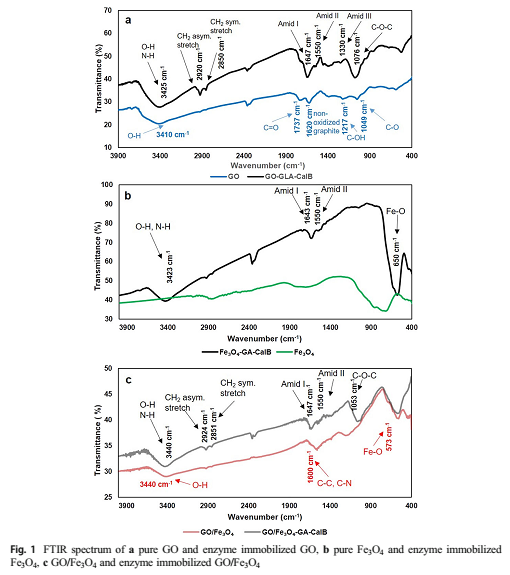 a
70
60
50
40
30
20
10
Transmittance (%)
O-H
N-H
3425 cm-1
CH2 asym.
stretch
2920 cm-1
CH2 sym.
stretch
2850 cm-1
Amid I
1647 cm-1
Amid II
1550 cm-1
Amid III
1330 cm-1
1076 cm-1
C-O-C
O-H
3410 cm-1
C=O
1737 cm-1
1620 cm-1
non-
oxidized
graphite
1217 cm-1
C-OH
1049 cm-1
C-O
3900 3400 2900 2400 1900 1400 900 400
Wavenumber (cm-1)
GO GO-GLA-CalB
b
100
90
80
70
60
50
40
30
Transmittance (%)
O-H, N-H
3423 cm-1
Amid I
1643 cm-1
Amid II
1550 cm-1
Fe-O
650 cm-1
3900 3400 2900 2400 1900 1400 900 400
Wavenumber (cm-1)
Fe3O4-GA-CalB Fe3O4
c
50
45
40
35
30
25
Transmittance ( %)
O-H
N-H
3440 cm-1
CH2 asym.
stretch
2924 cm-1
2851 cm-1
CH2 asym.
stretch
Amid I
1647 cm-1
Amid II
1550 cm-1
C-O-C
1053 cm-1
3440 cm-1
O-H
1600 cm-1
C-C, C-N
Fe-O
573 cm-1
3900 3400 2900 2400 1900 1400 900 400
Wavenumber (cm-1)
GO/Fe3O4 GO/Fe3O4-GA-CalB
Fig. 1 FTIR spectrum of a pure GO and enzyme immobilized GO, b pure Fe3O4 and enzyme immobilized
Fe3O4, c GO/Fe3O4 and enzyme immobilized GO/Fe3O4